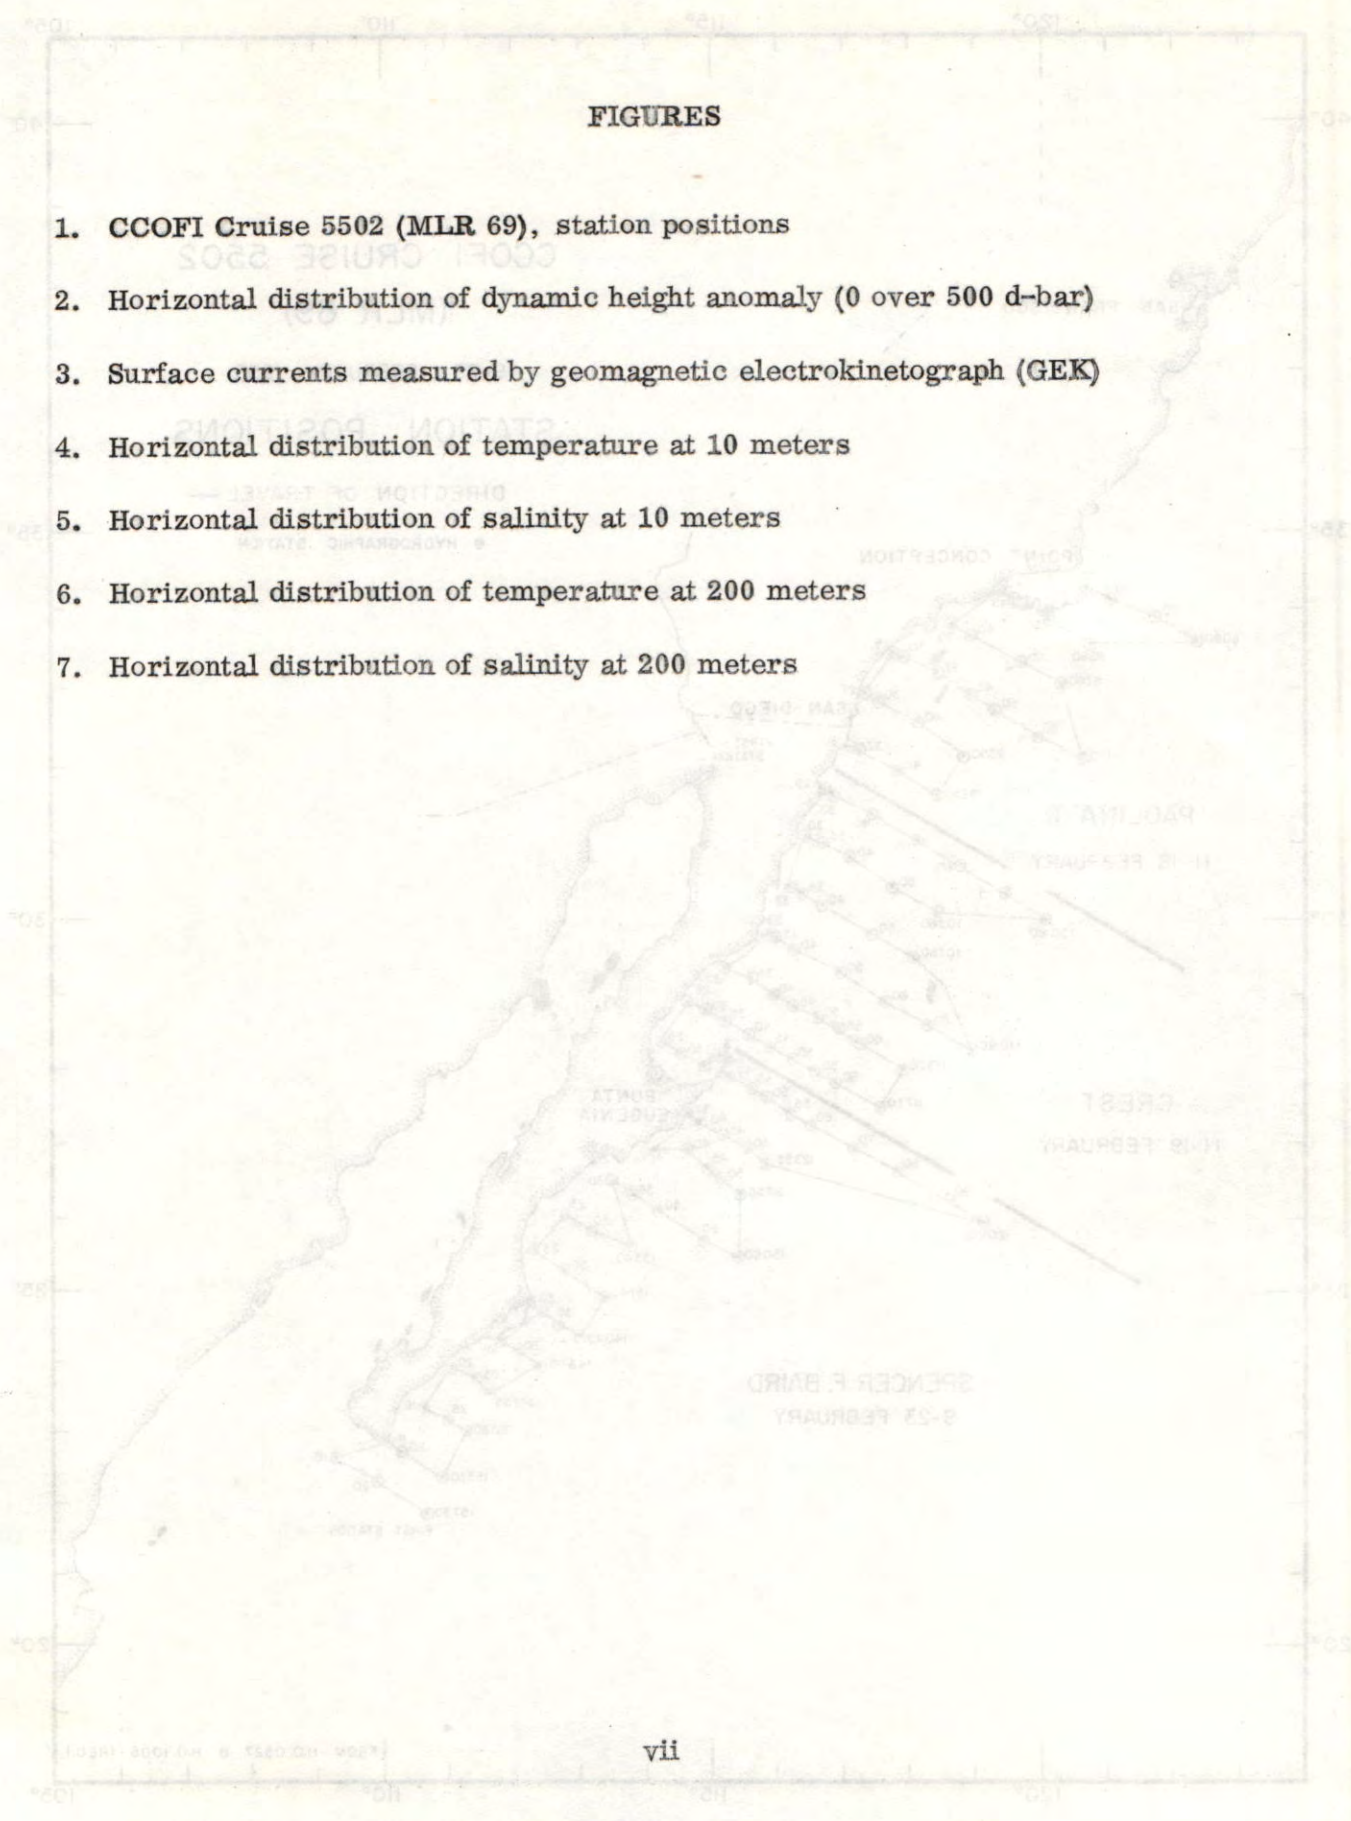 FIGURES
1. CCOFI Cruise 5502 (MLR 69), station positions
2. Horizontal distribution of dynamic height anomaly (0 over 500 d-bar)
3. Surface currents measured by geomagnetic electrokinetograph (GEK)
4. Horizontal distribution of temperature at 10 meters
5. Horizontal distribution of salinity at 10 meters
6. Horizontal distribution of temperature at 200 meters
7. Horizontal distribution of salinity at 200 meters
vii